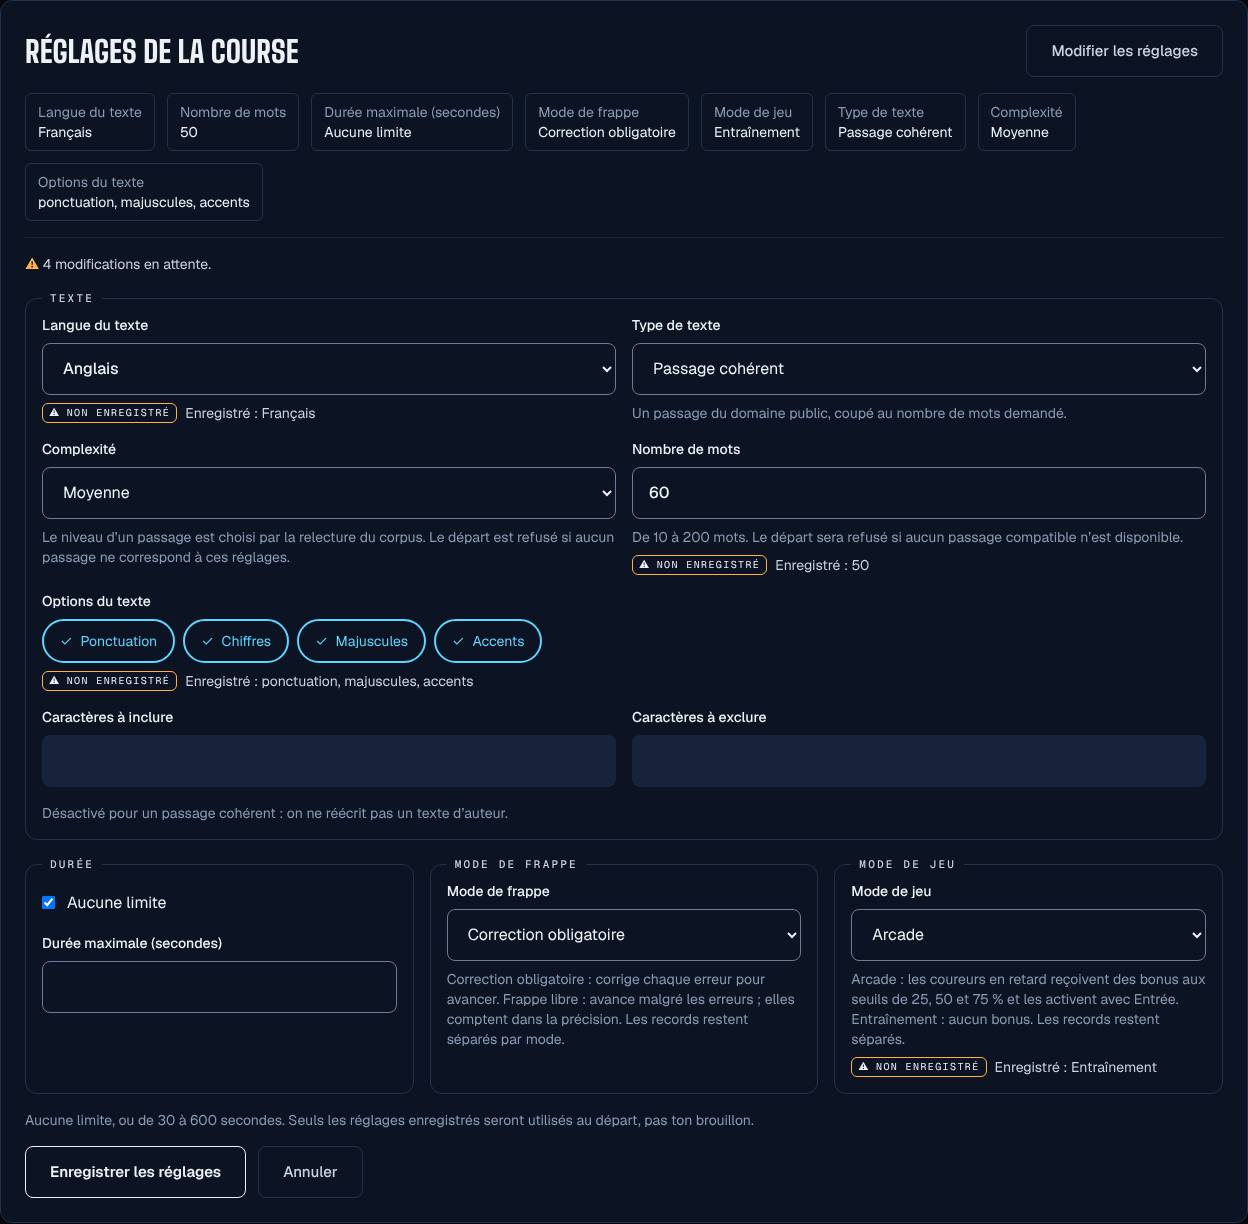 RÉGLAGES DE LA COURSE
Modifier les réglages
Langue du texte
Français
Nombre de mots
50
Durée maximale (secondes)
Aucune limite
Mode de frappe
Correction obligatoire
Mode de jeu
Entraînement
Type de texte
Passage cohérent
Complexité
Moyenne
Options du texte
ponctuation, majuscules, accents
⚠ 4 modifications en attente.
TEXTE
Langue du texte
Anglais
⚠ NON ENREGISTRÉ Enregistré : Français
Type de texte
Passage cohérent
Un passage du domaine public, coupé au nombre de mots demandé.
Complexité
Moyenne
Le niveau d’un passage est choisi par la relecture du corpus. Le départ est refusé si aucun
passage ne correspond à ces réglages.
Nombre de mots
60
De 10 à 200 mots. Le départ sera refusé si aucun passage compatible n’est disponible.
⚠ NON ENREGISTRÉ Enregistré : 50
Options du texte
✓ Ponctuation ✓ Chiffres ✓ Majuscules ✓ Accents
⚠ NON ENREGISTRÉ Enregistré : ponctuation, majuscules, accents
Caractères à inclure
Caractères à exclure
Désactivé pour un passage cohérent : on ne réécrit pas un texte d’auteur.
DURÉE
Aucune limite
Durée maximale (secondes)
MODE DE FRAPPE
Mode de frappe
Correction obligatoire
Correction obligatoire : corrige chaque erreur pour
avancer. Frappe libre : avance malgré les erreurs ; elles
comptent dans la précision. Les records restent
séparés par mode.
MODE DE JEU
Mode de jeu
Arcade
Arcade : les coureurs en retard reçoivent des bonus aux
seuils de 25, 50 et 75 % et les activent avec Entrée.
Entraînement : aucun bonus. Les records restent
séparés.
⚠ NON ENREGISTRÉ Enregistré : Entraînement
Aucune limite, ou de 30 à 600 secondes. Seuls les réglages enregistrés seront utilisés au départ, pas ton brouillon.
Enregistrer les réglages
Annuler